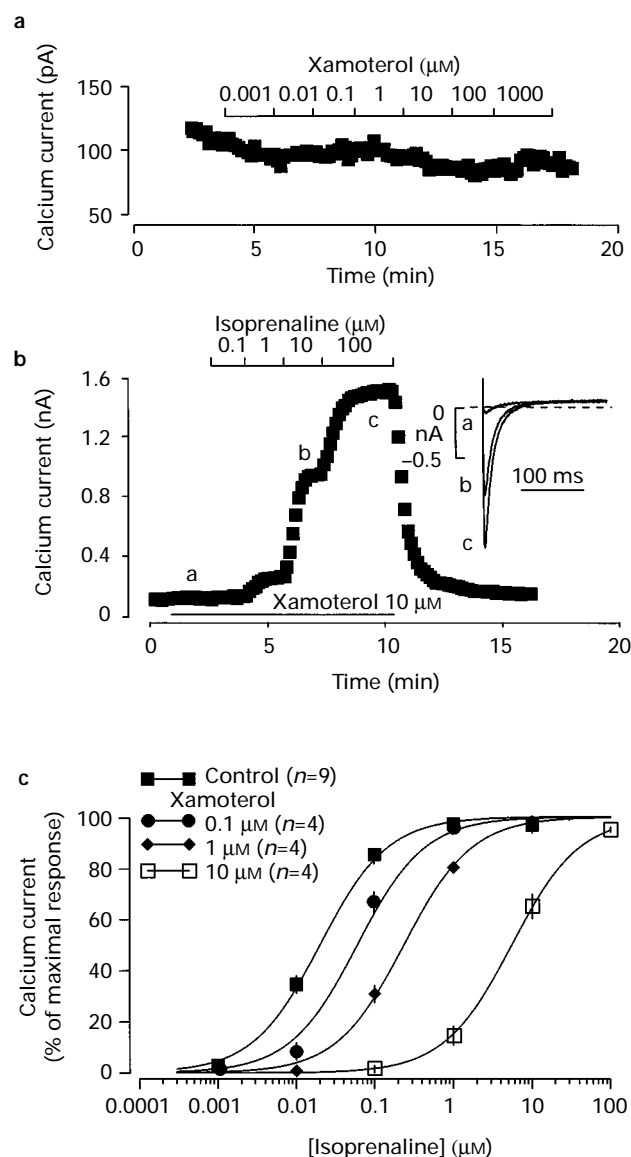 a
Xamoterol (μM)
0.001 0.01 0.1 1 10 100 1000
Calcium current (pA)
150
100
50
0 5 10 15 20
Time (min)
b
Isoprenaline (μM)
0.1 1 10 100
Calcium current (nA)
1.6
1.2
0.8
0.4
0
a
b
c
0
nA
−0.5
a
b
c
100 ms
Xamoterol 10 μM
0 5 10 15 20
Time (min)
c
Control (n=9)
Xamoterol
0.1 μM (n=4)
1 μM (n=4)
10 μM (n=4)
Calcium current
(% of maximal response)
100
80
60
40
20
0
0.0001 0.001 0.01 0.1 1 10 100
[Isoprenaline] (μM)